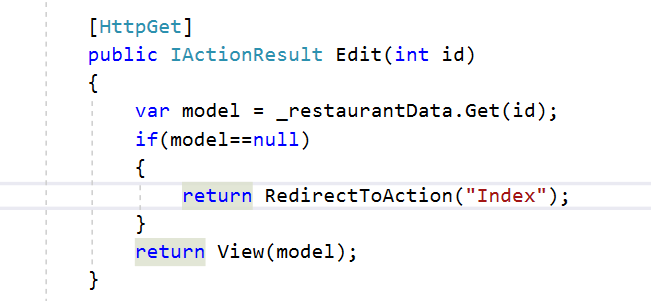 [HttpGet]
public IActionResult Edit(int id)
{
    var model = _restaurantData.Get(id);
    if(model==null)
    {
        return RedirectToAction("Index");
    }
    return View(model);
}